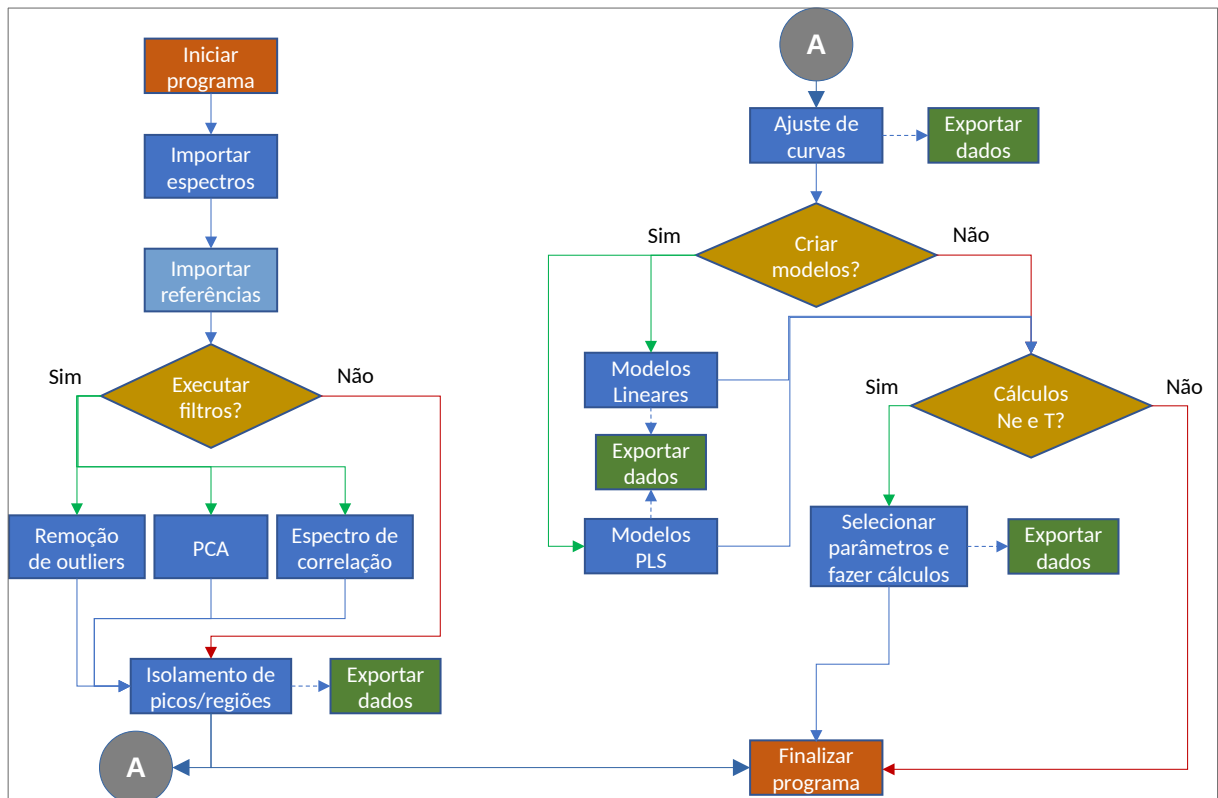 Iniciar
programa
Importar
espectros
Importar
referências
Sim
Executar
filtros?
Não
Remoção
de outliers
PCA
Espectro de
correlação
Isolamento de
picos/regiões
Exportar
dados
A
A
Ajuste de
curvas
Exportar
dados
Sim
Criar
modelos?
Não
Modelos
Lineares
Exportar
dados
Modelos
PLS
Sim
Cálculos
Ne e T?
Não
Selecionar
parâmetros e
fazer cálculos
Exportar
dados
Finalizar
programa